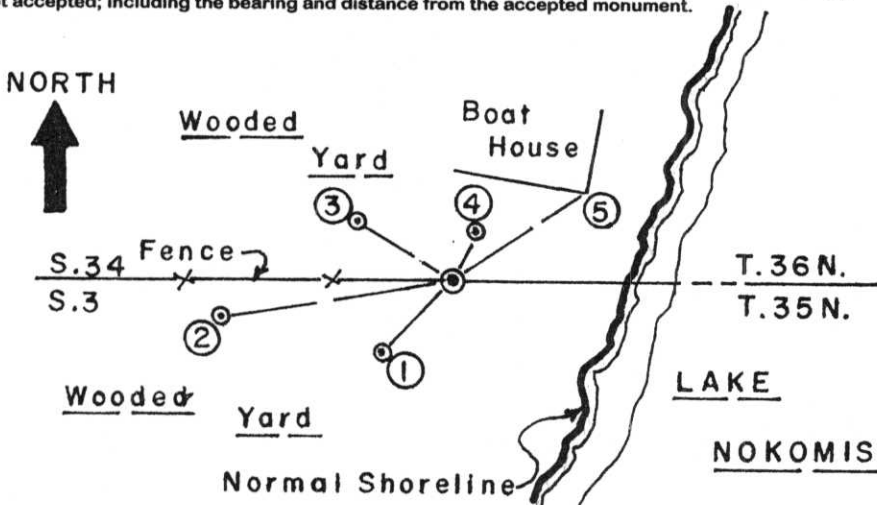 accepted; including the bearing and distance from the accepted monument.
NORTH
Wooded
Yard
Boat
House
3
4
5
S.34
Fence
T.36N.
S.3
T.35N.
2
1
Wooded
Yard
LAKE
NOKOMIS
Normal Shoreline